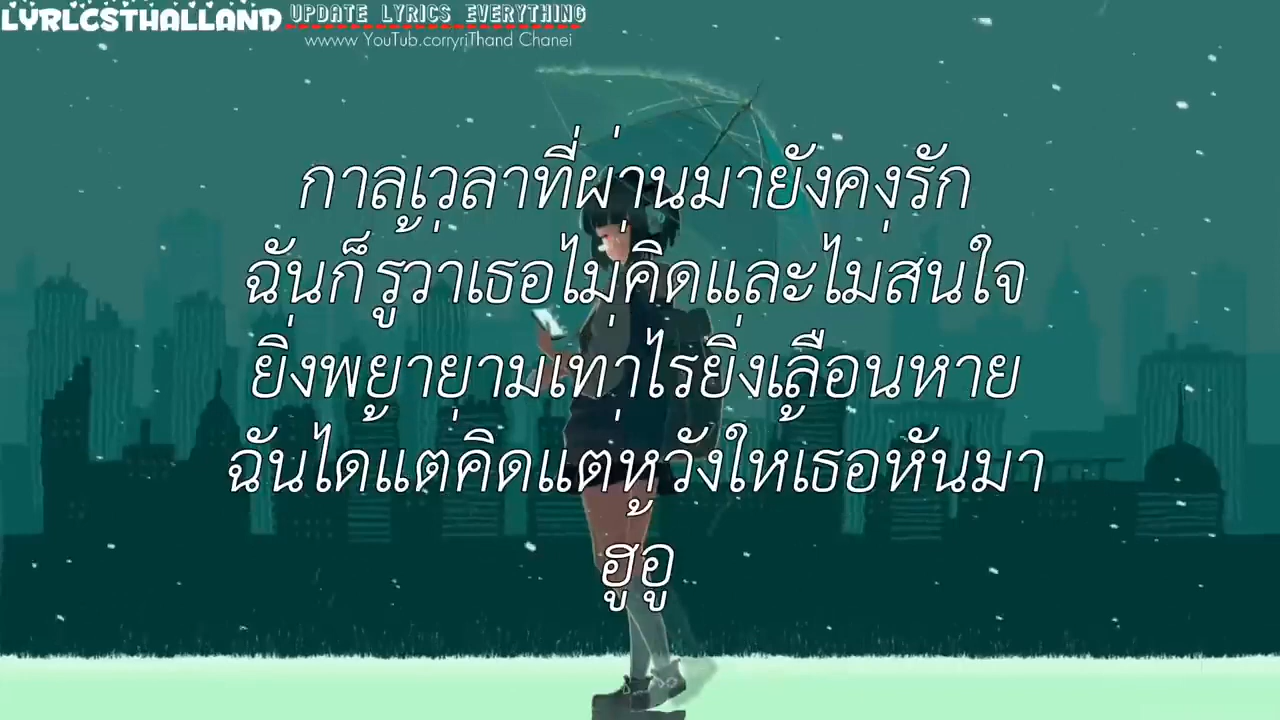 LYRLCSTHALLAND UPDATE LYRICS EVERYTHING
wwww YouTub.corryrjThand Chanei
กาลเวลาที่ผ่านมายังคงรัก
ฉันก็รู้ว่าเธอไม่คิดและไม่สนใจ
ยิ่งพยายามเท่าไรยิ่งเลือนหาย
ฉันได้แต่คิดแต่หวังให้เธอหันมา
ฮูอู